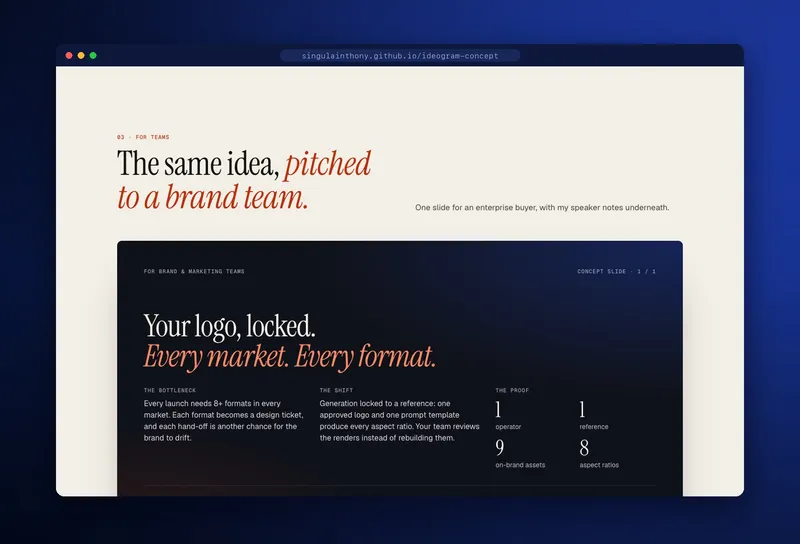 singulainthony.github.io/ideogram-concept
03 · FOR TEAMS
The same idea, pitched
to a brand team.
One slide for an enterprise buyer, with my speaker notes underneath.
FOR BRAND & MARKETING TEAMS
CONCEPT SLIDE · 1 / 1
Your logo, locked.
Every market. Every format.
THE BOTTLENECK
Every launch needs 8+ formats in every
market. Each format becomes a design ticket,
and each hand-off is another chance for the
brand to drift.
THE SHIFT
Generation locked to a reference: one
approved logo and one prompt template
produce every aspect ratio. Your team reviews
the renders instead of rebuilding them.
THE PROOF
1
operator
1
reference
9
on-brand assets
8
aspect ratios